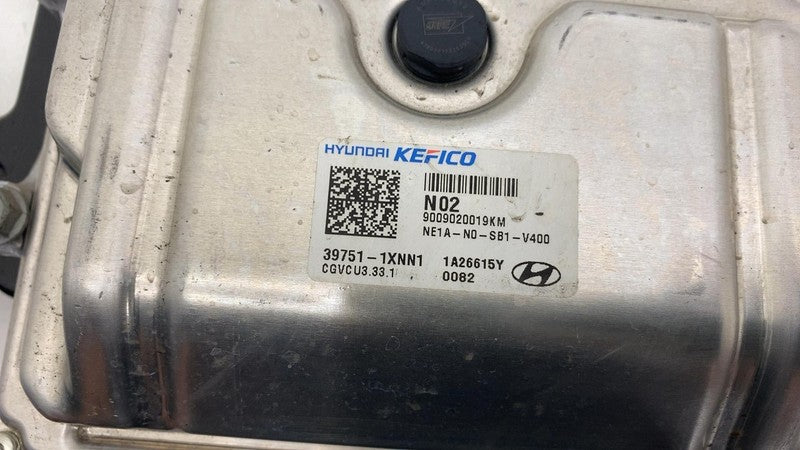 HYUNDAI KEFICO
N02
9009020019KM
NE1A-N0-SB1-V400
39751-1XNN1 1A26615Y
CGVCU3.33.1 0082